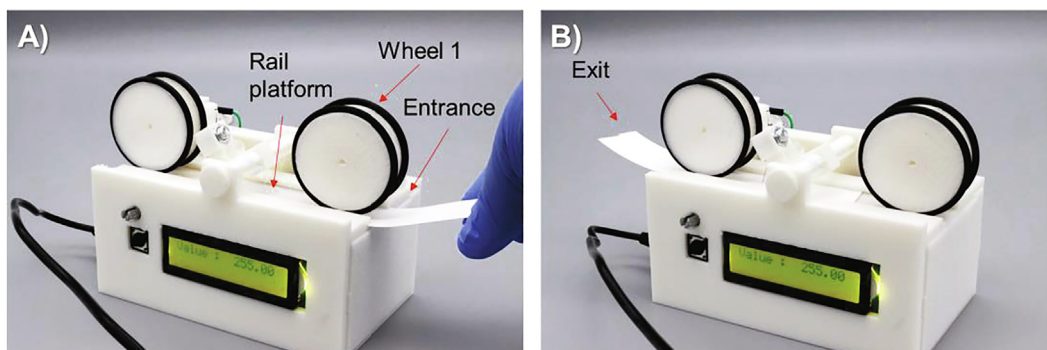 A)
Rail
platform
Wheel 1
Entrance
Value : 255.00
B)
Exit
Value : 255.00